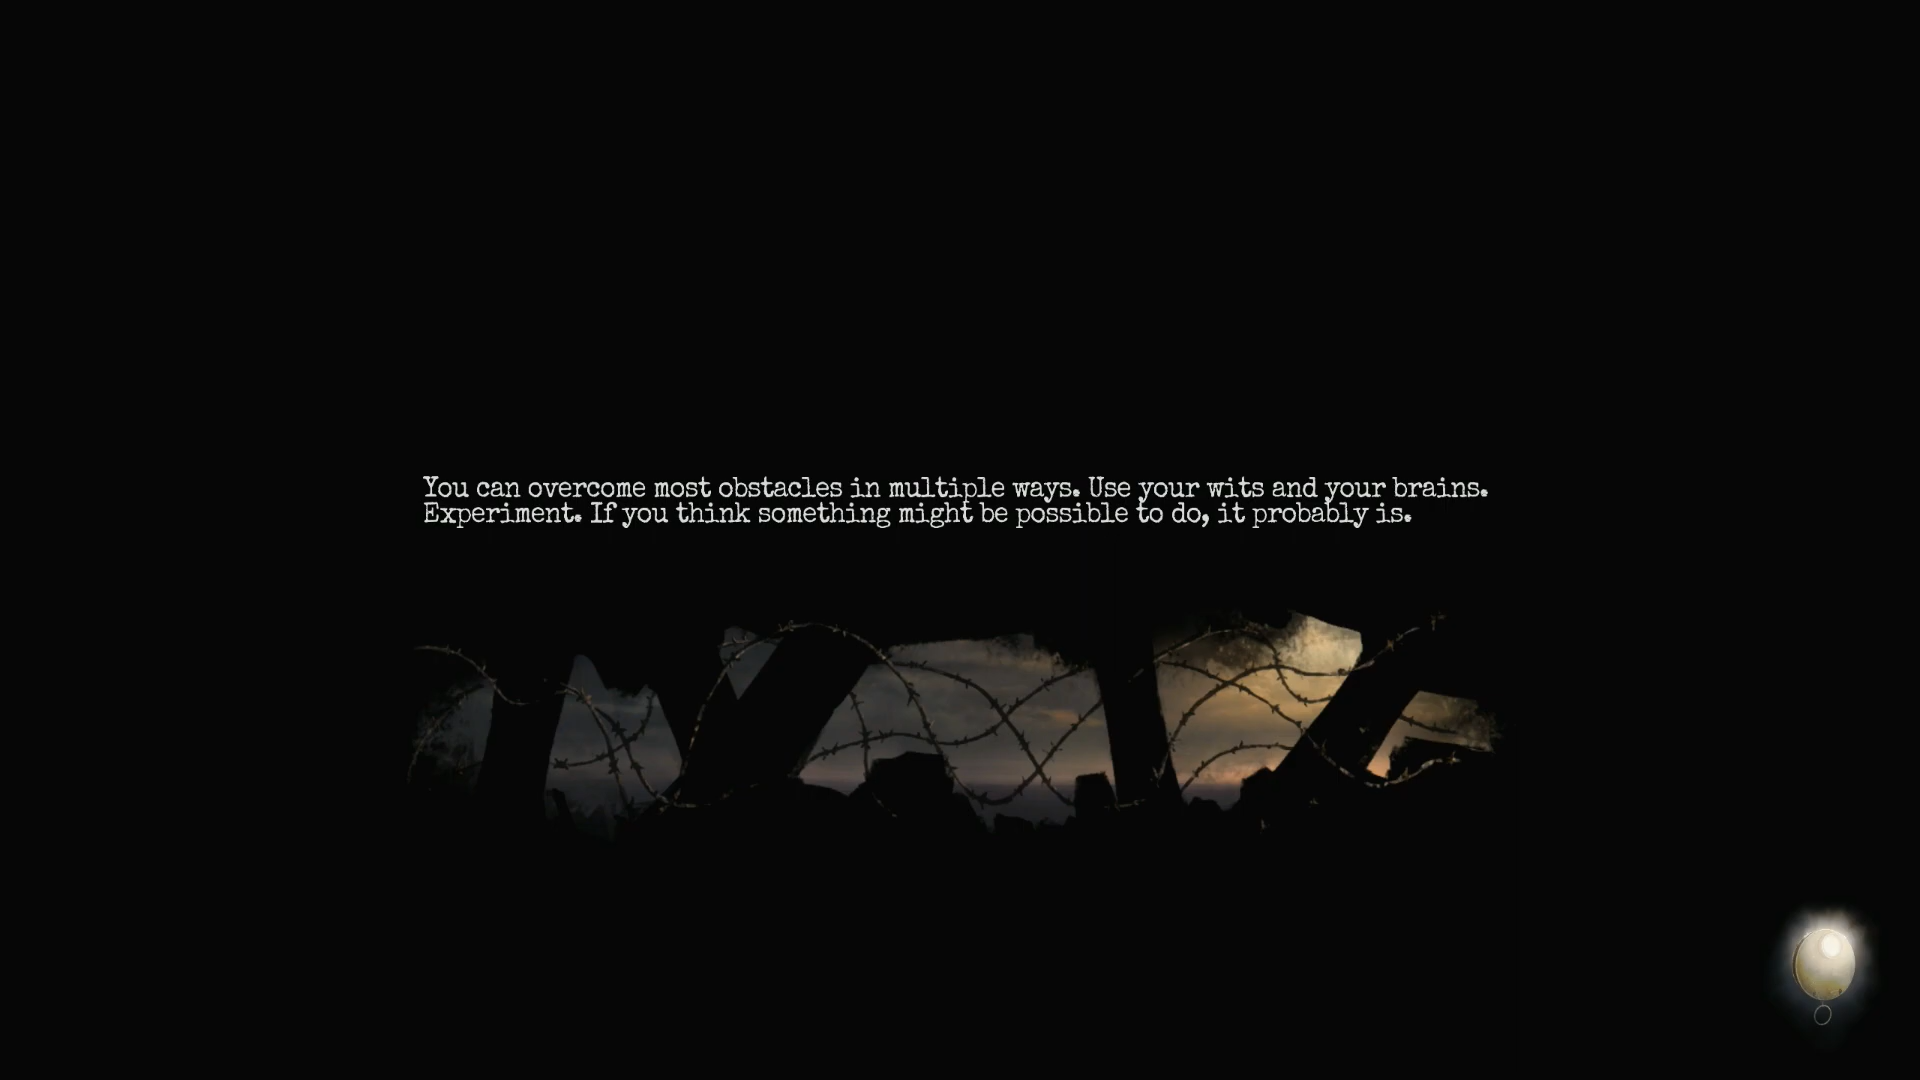 You can overcome most obstacles in multiple ways. Use your wits and your brains.
Experiment. If you think something might be possible to do, it probably is.